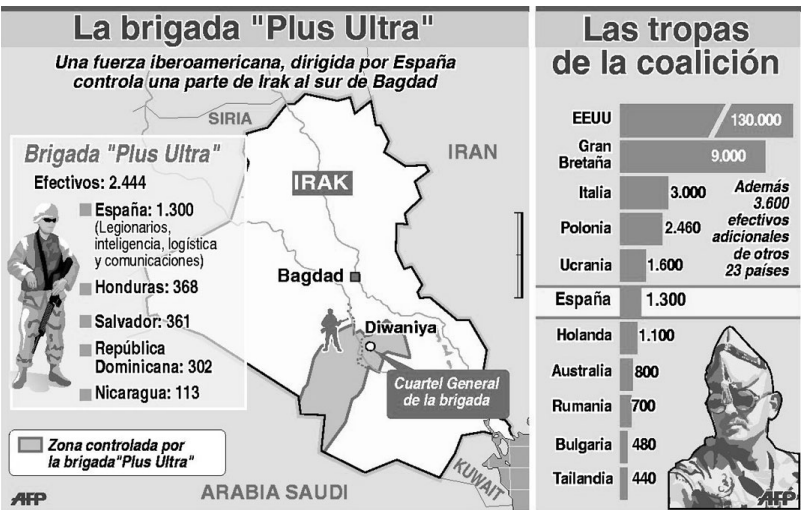 La brigada "Plus Ultra"
Una fuerza iberoamericana, dirigida por España
controla una parte de Irak al sur de Bagdad
SIRIA
IRAN
IRAK
Bagdad
Diwaniya
Cuartel General
de la brigada
KUWAIT
ARABIA SAUDI
Brigada "Plus Ultra"
Efectivos: 2.444
España: 1.300
(Legionarios,
inteligencia, logística
y comunicaciones)
Honduras: 368
Salvador: 361
República
Dominicana: 302
Nicaragua: 113
Zona controlada por
la brigada"Plus Ultra"
AFP
Las tropas
de la coalición
EEUU 130.000
Gran
Bretaña 9.000
Italia 3.000
Polonia 2.460
Ucrania 1.600
España 1.300
Holanda 1.100
Australia 800
Rumania 700
Bulgaria 480
Tailandia 440
Además
3.600
efectivos
adicionales
de otros
23 países
AFP